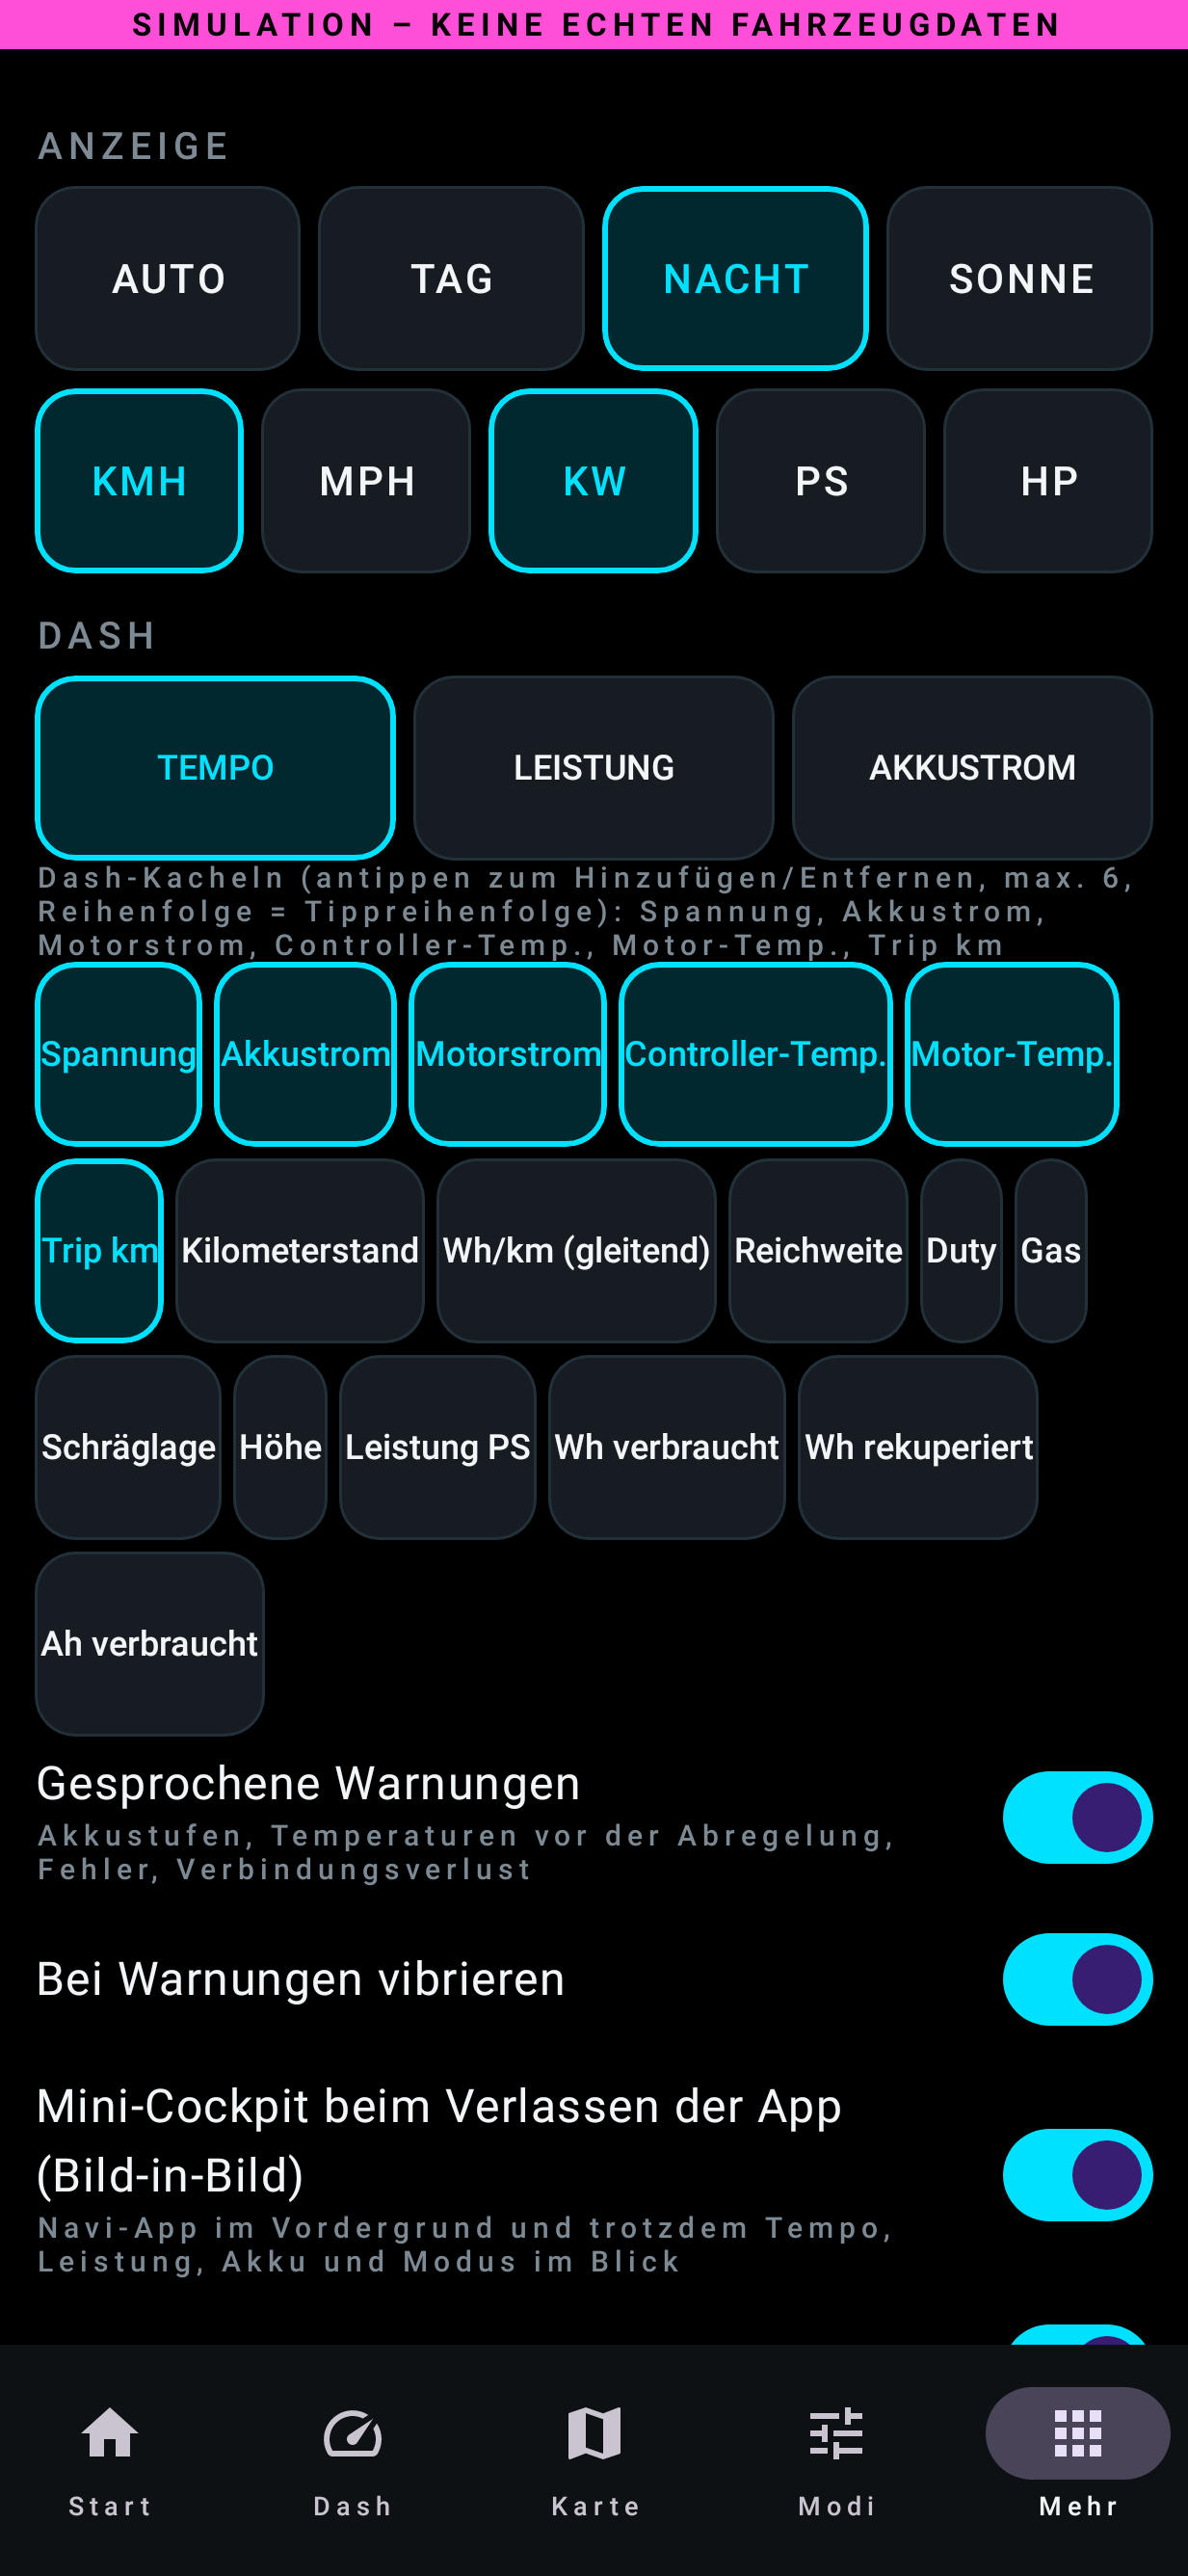 SIMULATION – KEINE ECHTEN FAHRZEUGDATEN
ANZEIGE
AUTO TAG NACHT SONNE
KMH MPH KW PS HP
DASH
TEMPO LEISTUNG AKKUSTROM
Dash-Kacheln (antippen zum Hinzufügen/Entfernen, max. 6,
Reihenfolge = Tippreihenfolge): Spannung, Akkustrom,
Motorstrom, Controller-Temp., Motor-Temp., Trip km
Spannung Akkustrom Motorstrom Controller-Temp. Motor-Temp.
Trip km Kilometerstand Wh/km (gleitend) Reichweite Duty Gas
Schräglage Höhe Leistung PS Wh verbraucht Wh rekuperiert
Ah verbraucht
Gesprochene Warnungen
Akkustufen, Temperaturen vor der Abregelung,
Fehler, Verbindungsverlust
Bei Warnungen vibrieren
Mini-Cockpit beim Verlassen der App
(Bild-in-Bild)
Navi-App im Vordergrund und trotzdem Tempo,
Leistung, Akku und Modus im Blick
Start Dash Karte Modi Mehr